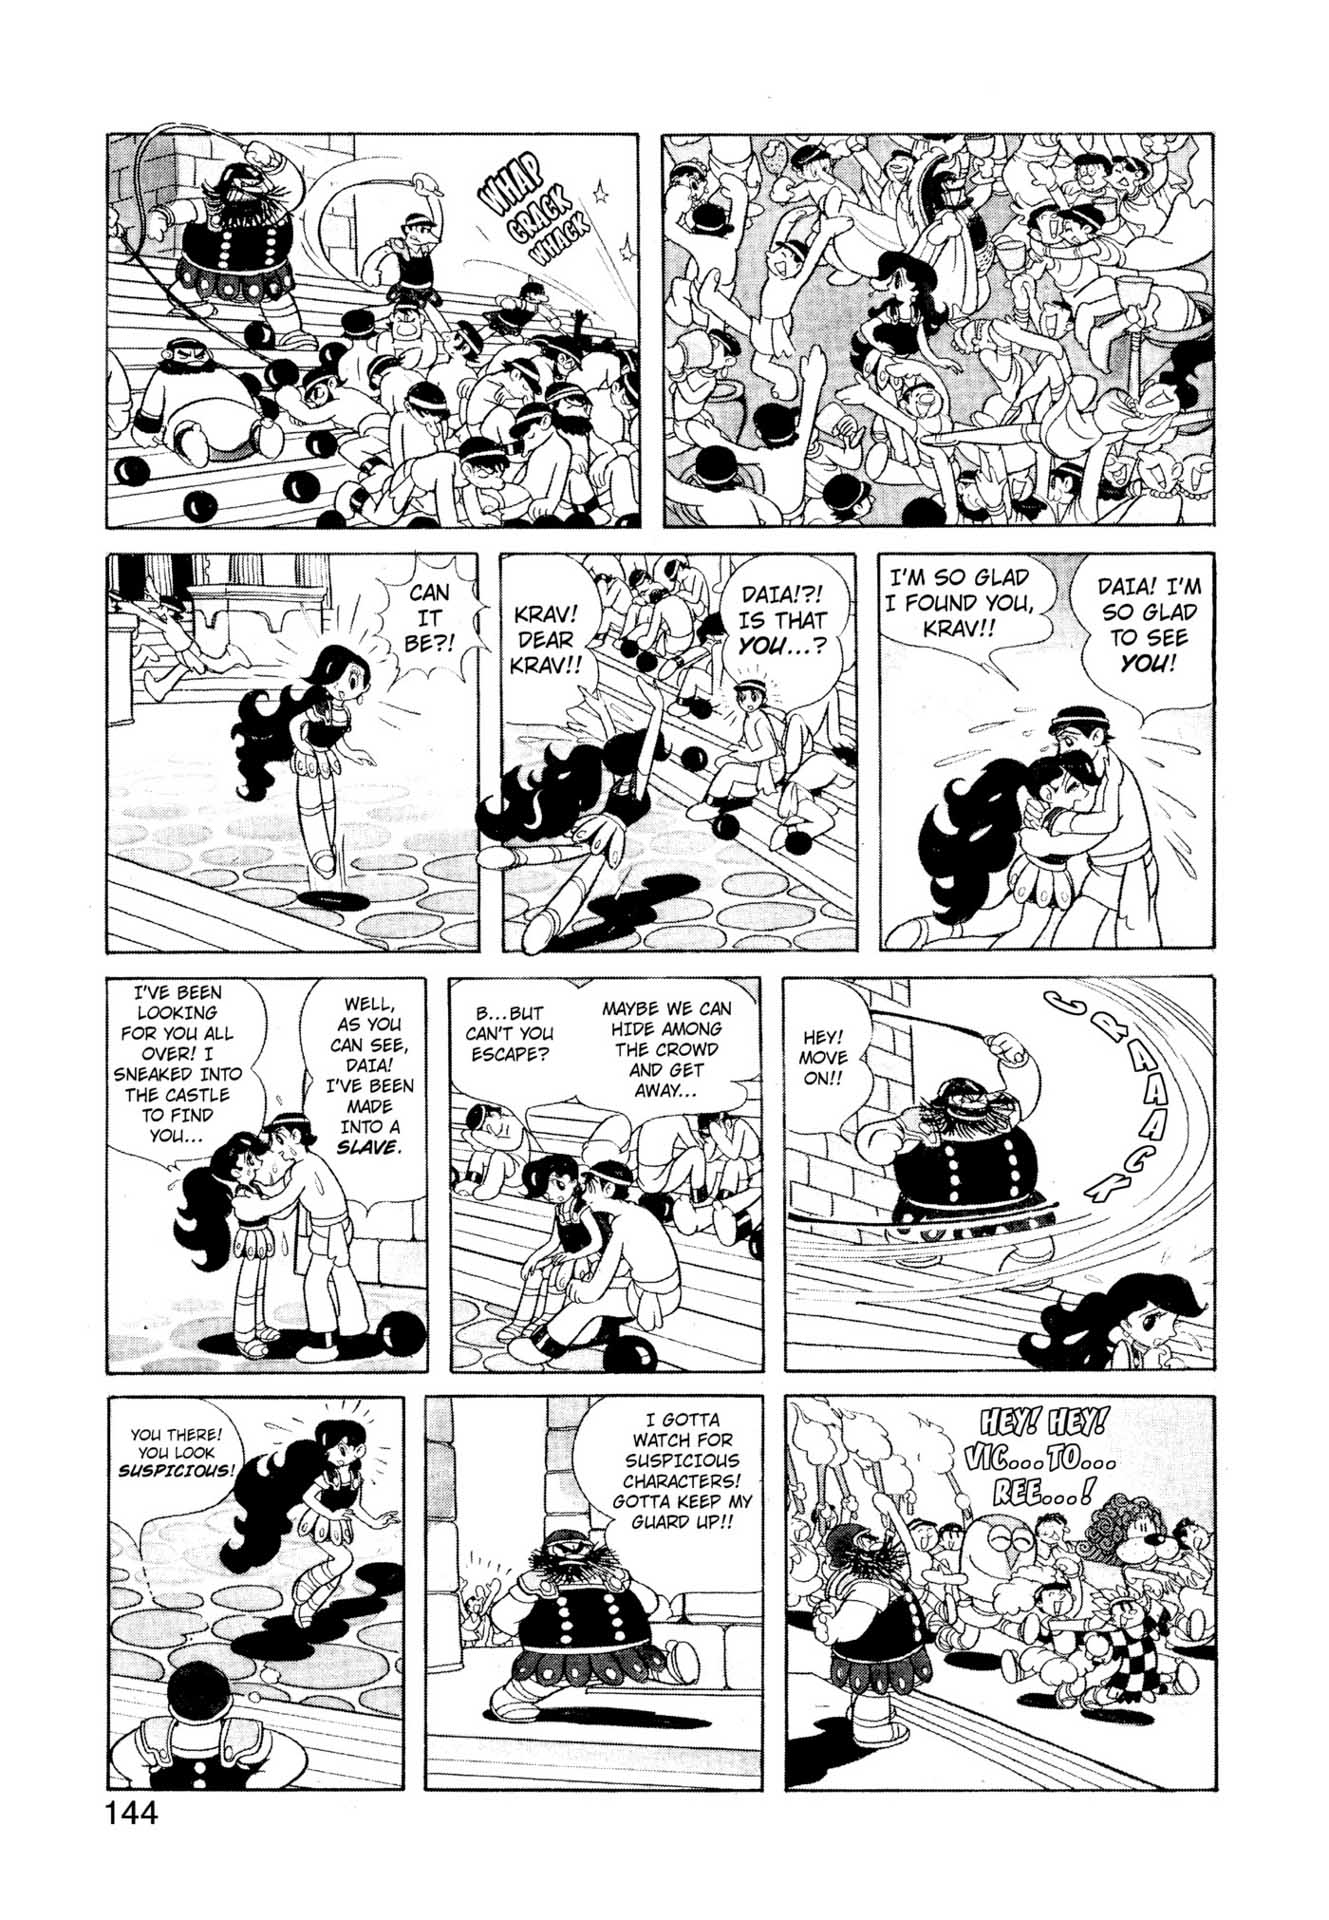 WHAP
CRACK
WHACK
CAN
IT
BE?!
KRAV!
DEAR
KRAV!!
DAIA!?!
IS THAT
YOU...?
I'M SO GLAD
I FOUND YOU,
KRAV!!
DAIA! I'M
SO GLAD
TO SEE
YOU!
I'VE BEEN
LOOKING
FOR YOU ALL
OVER! I
SNEAKED INTO
THE CASTLE
TO FIND
YOU...
WELL,
AS YOU
CAN SEE,
DAIA!
I'VE BEEN
MADE
INTO A
SLAVE.
B...BUT
CAN'T YOU
ESCAPE?
MAYBE WE CAN
HIDE AMONG
THE CROWD
AND GET
AWAY...
HEY!
MOVE
ON!!
CRAAACK
YOU THERE!
YOU LOOK
SUSPICIOUS!
I GOTTA
WATCH FOR
SUSPICIOUS
CHARACTERS!
GOTTA KEEP MY
GUARD UP!!
HEY! HEY!
VIC...TO...
REE...!
144